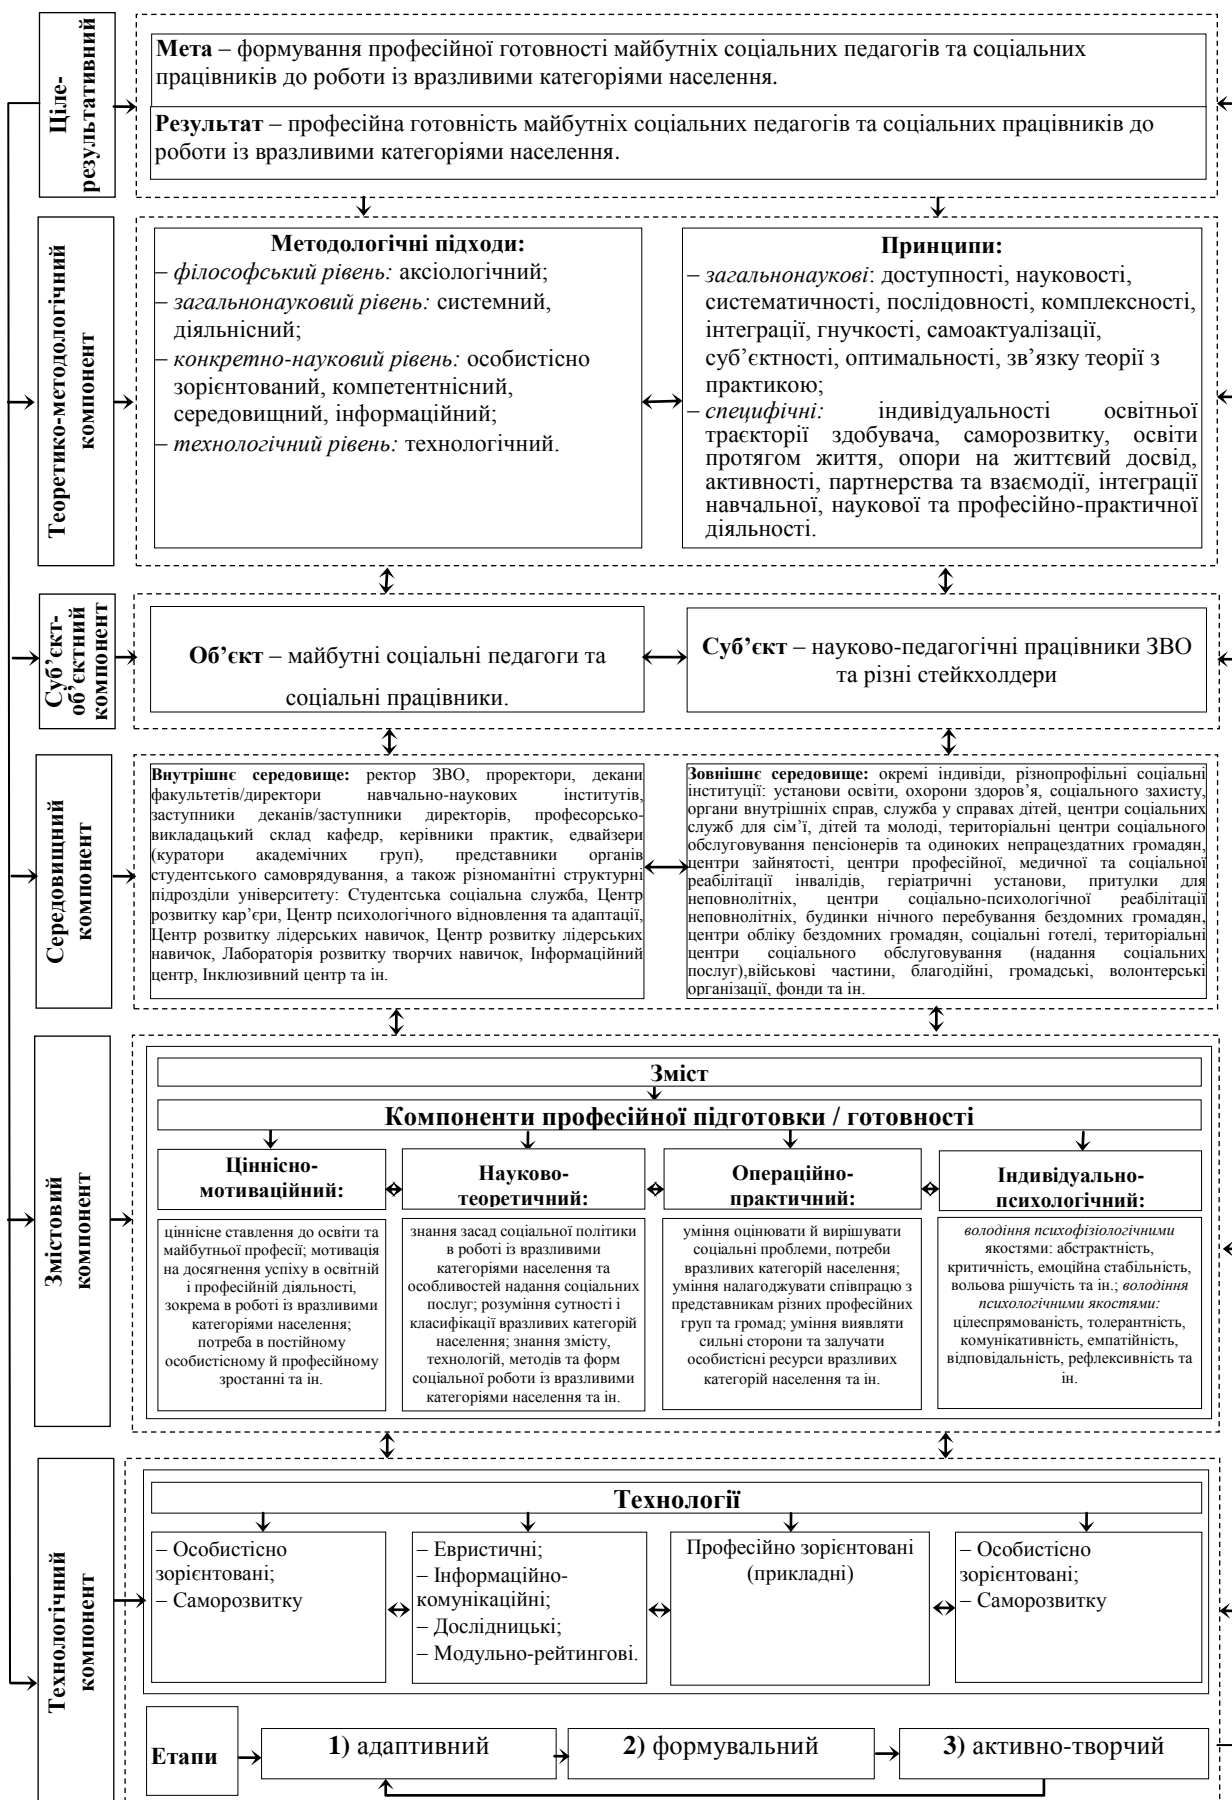 Ціле-
результативний
Мета – формування професійної готовності майбутніх соціальних педагогів та соціальних
працівників до роботи із вразливими категоріями населення.
Результат – професійна готовність майбутніх соціальних педагогів та соціальних працівників до
роботи із вразливими категоріями населення.
Теоретико-методологічний
компонент
Методологічні підходи:
– філософський рівень: аксіологічний;
– загальнонауковий рівень: системний,
діяльнісний;
– конкретно-науковий рівень: особистісно
зорієнтований, компетентнісний,
середовищний, інформаційний;
– технологічний рівень: технологічний.
Принципи:
– загальнонаукові: доступності, науковості,
систематичності, послідовності, комплексності,
інтеграції, гнучкості, самоактуалізації,
суб’єктності, оптимальності, зв’язку теорії з
практикою;
– специфічні: індивідуальності освітньої
траєкторії здобувача, саморозвитку, освіти
протягом життя, опори на життєвий досвід,
активності, партнерства та взаємодії, інтеграції
навчальної, наукової та професійно-практичної
діяльності.
Суб’єкт-
об’єктний
компонент
Об’єкт – майбутні соціальні педагоги та
соціальні працівники.
Суб’єкт – науково-педагогічні працівники ЗВО
та різні стейкхолдери
Середовищний
компонент
Внутрішнє середовище: ректор ЗВО, проректори, декани
факультетів/директори навчально-наукових інститутів,
заступники деканів/заступники директорів, професорсько-
викладацький склад кафедр, керівники практик, едвайзери
(куратори академічних груп), представники органів
студентського самоврядування, а також різноманітні структурні
підрозділи університету: Студентська соціальна служба, Центр
розвитку кар’єри, Центр психологічного відновлення та адаптації,
Центр розвитку лідерських навичок, Центр розвитку лідерських
навичок, Лабораторія розвитку творчих навичок, Інформаційний
центр, Інклюзивний центр та ін.
Зовнішнє середовище: окремі індивіди, різнопрофільні соціальні
інституції: установи освіти, охорони здоров’я, соціального захисту,
органи внутрішніх справ, служба у справах дітей, центри соціальних
служб для сім’ї, дітей та молоді, територіальні центри соціального
обслуговування пенсіонерів та одиноких непрацездатних громадян,
центри зайнятості, центри професійної, медичної та соціальної
реабілітації інвалідів, геріатричні установи, притулки для
неповнолітніх, центри соціально-психологічної реабілітації
неповнолітніх, будинки нічного перебування бездомних громадян,
центри обліку бездомних громадян, соціальні готелі, територіальні
центри соціального обслуговування (надання соціальних
послуг),військові частини, благодійні, громадські, волонтерські
організації, фонди та ін.
Змістовий
компонент
Зміст
Компоненти професійної підготовки / готовності
Ціннісно-
мотиваційний:
Науково-
теоретичний:
Операційно-
практичний:
Індивідуально-
психологічний:
ціннісне ставлення до освіти та
майбутньої професії; мотивація
на досягнення успіху в освітній
і професійній діяльності,
зокрема в роботі із вразливими
категоріями населення;
потреба в постійному
особистісному й професійному
зростанні та ін.
знання засад соціальної політики
в роботі із вразливими
категоріями населення та
особливостей надання соціальних
послуг; розуміння сутності і
класифікації вразливих категорій
населення; знання змісту,
технологій, методів та форм
соціальної роботи із вразливими
категоріями населення та ін.
уміння оцінювати й вирішувати
соціальні проблеми, потреби
вразливих категорій населення;
уміння налагоджувати співпрацю з
представникам різних професійних
груп та громад; уміння виявляти
сильні сторони та залучати
особистісні ресурси вразливих
категорій населення та ін.
володіння психофізіологічними
якостями: абстрактність,
критичність, емоційна стабільність,
вольова рішучість та ін.; володіння
психологічними якостями:
цілеспрямованість, толерантність,
комунікативність, емпатійність,
відповідальність, рефлексивність та
ін.
Технологічний
компонент
Технології
– Особистісно
зорієнтовані;
– Саморозвитку
– Евристичні;
– Інформаційно-
комунікаційні;
– Дослідницькі;
– Модульно-рейтингові.
Професійно зорієнтовані
(прикладні)
– Особистісно
зорієнтовані;
– Саморозвитку
Етапи
1) адаптивний
2) формувальний
3) активно-творчий